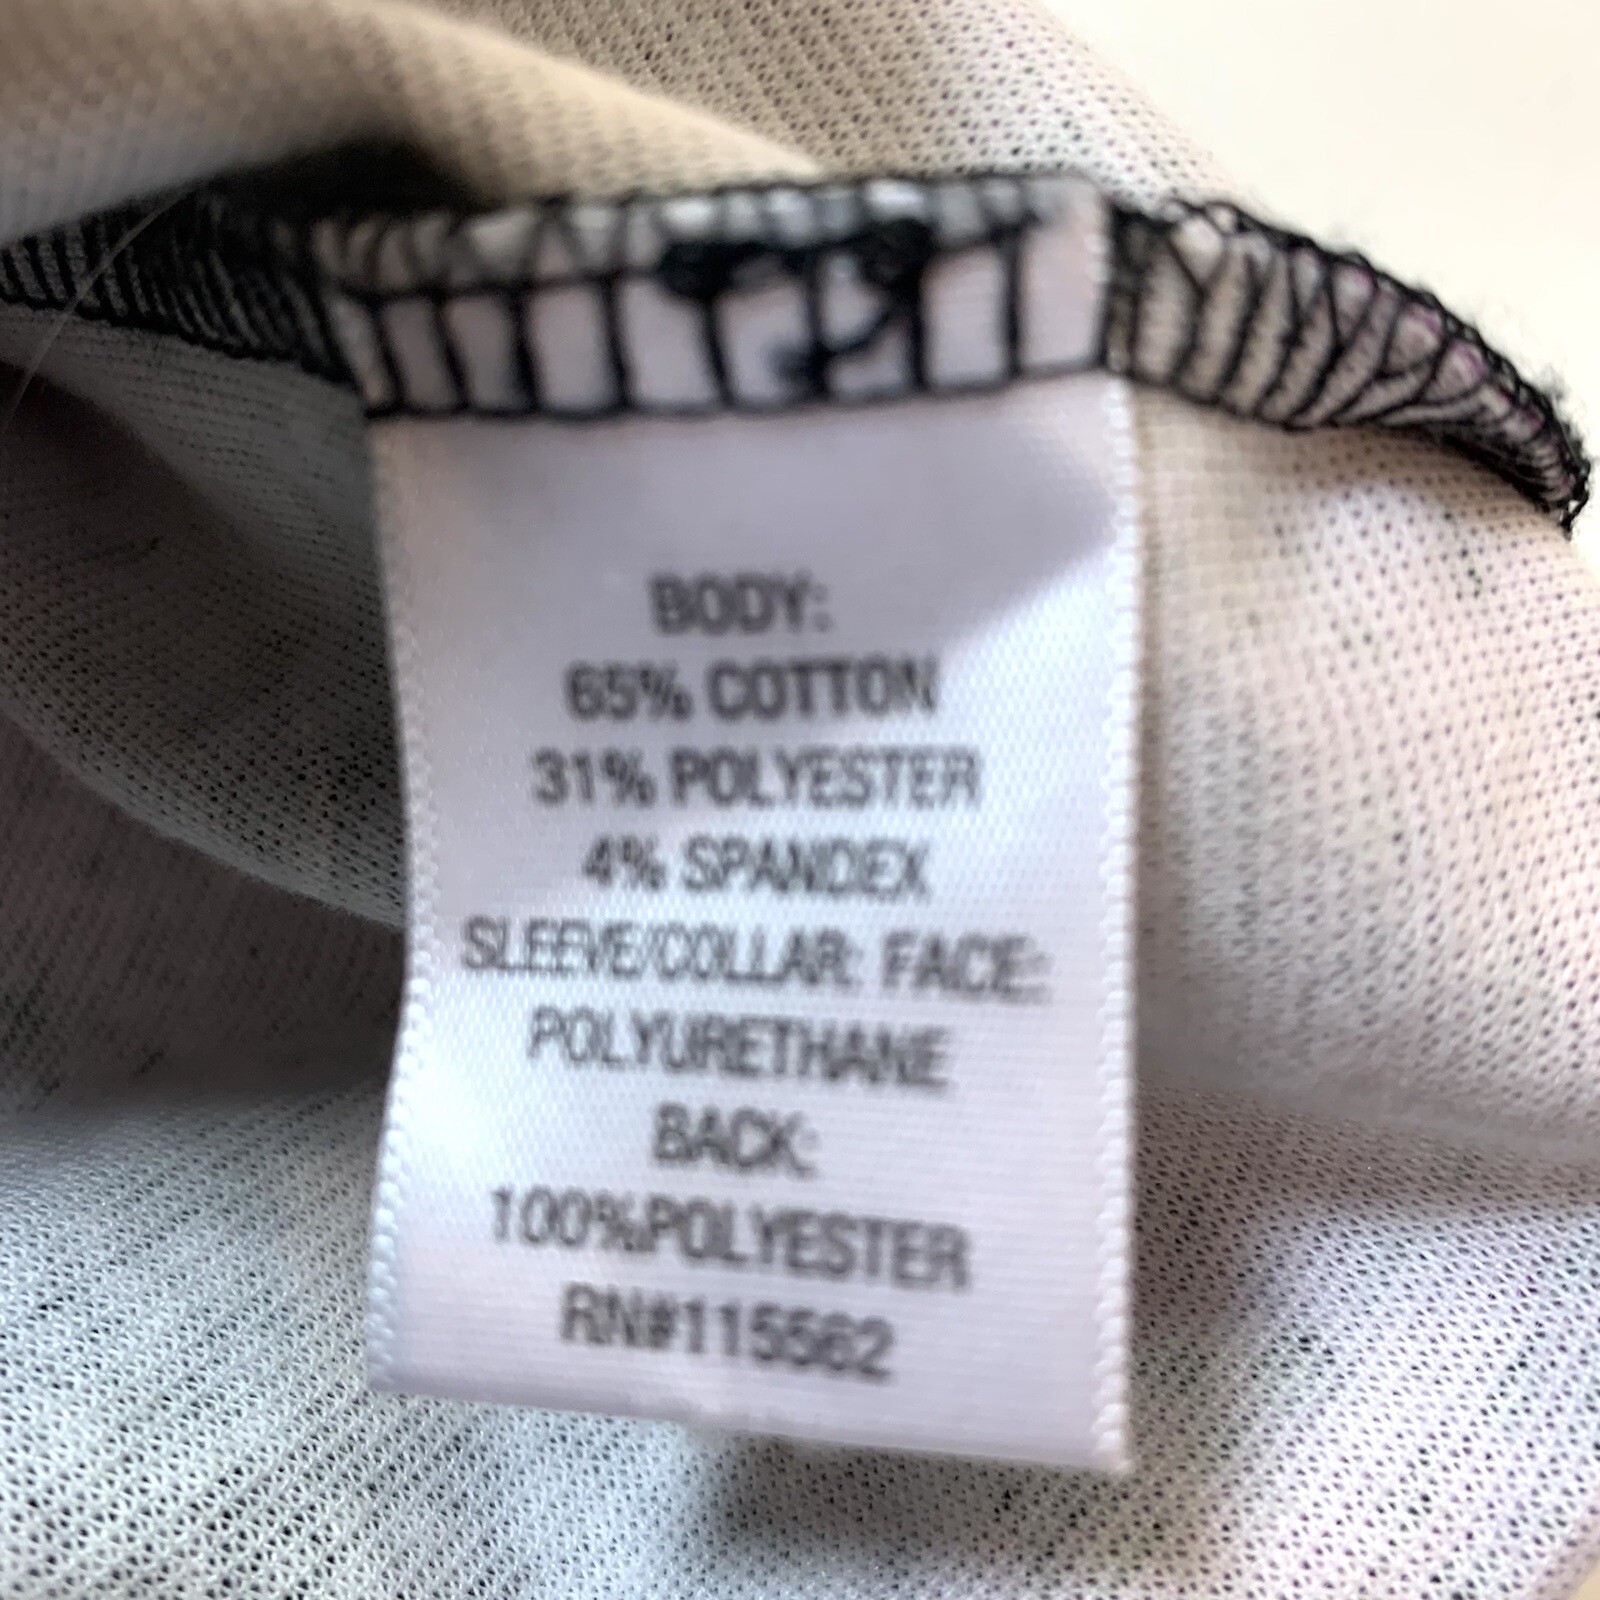 BODY:
65% COTTON
31% POLYESTER
4% SPANDEX
SLEEVE/COLLAR: FACE:
POLYURETHANE
BACK:
100%POLYESTER
RN#115562